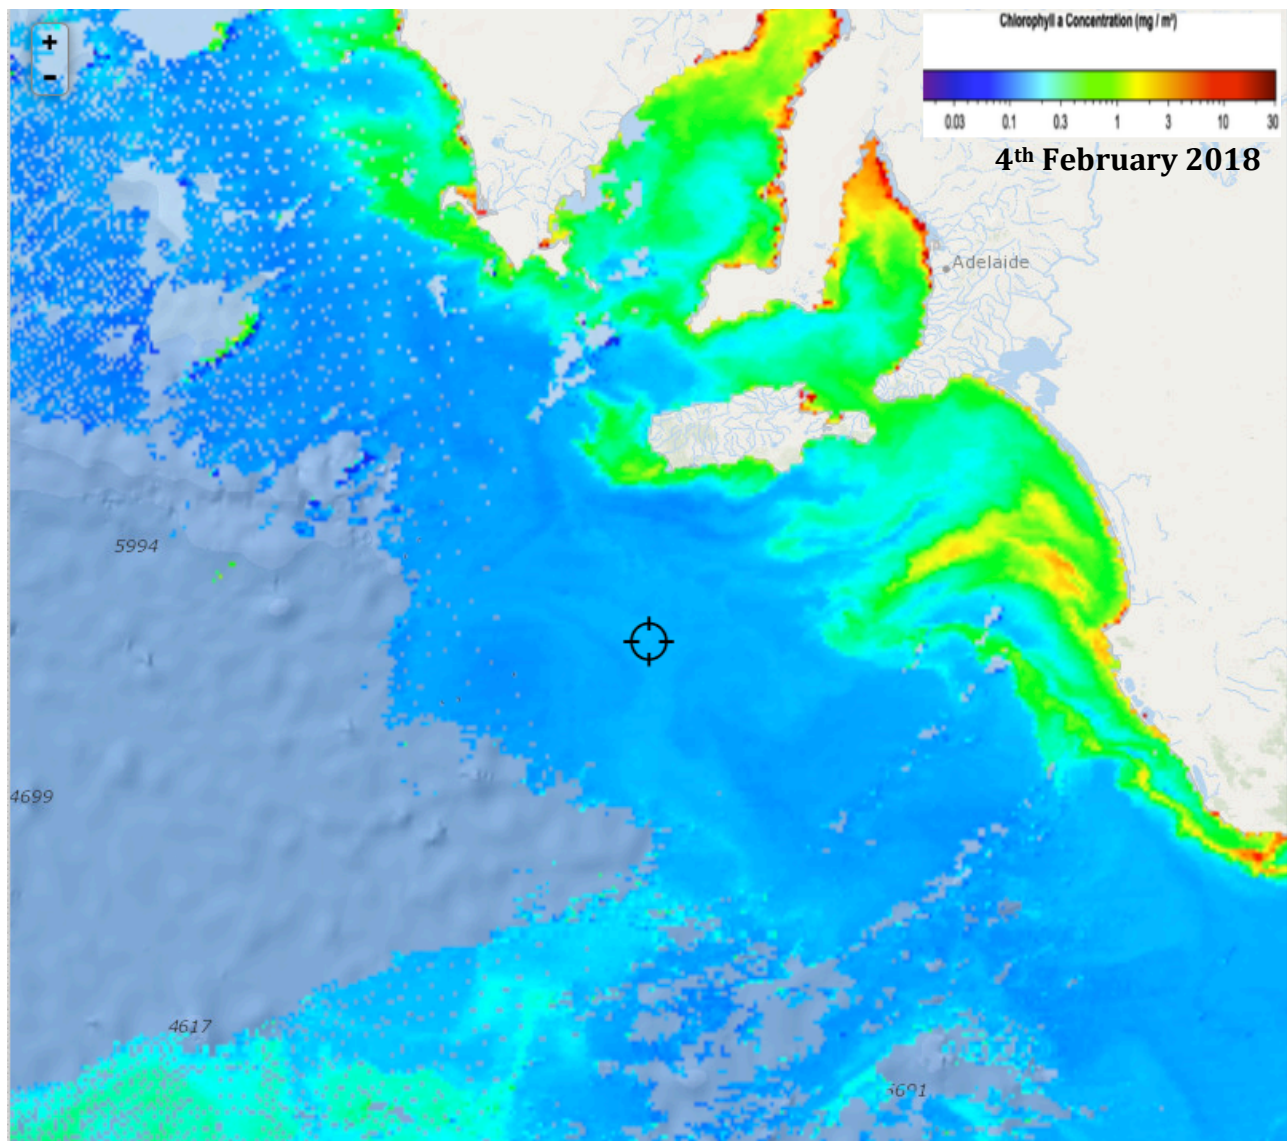 +
-
Chlorophyll a Concentration (mg / m³)
0.03 0.1 0.3 1 3 10 30
4th February 2018
Adelaide
5994
4699
4617